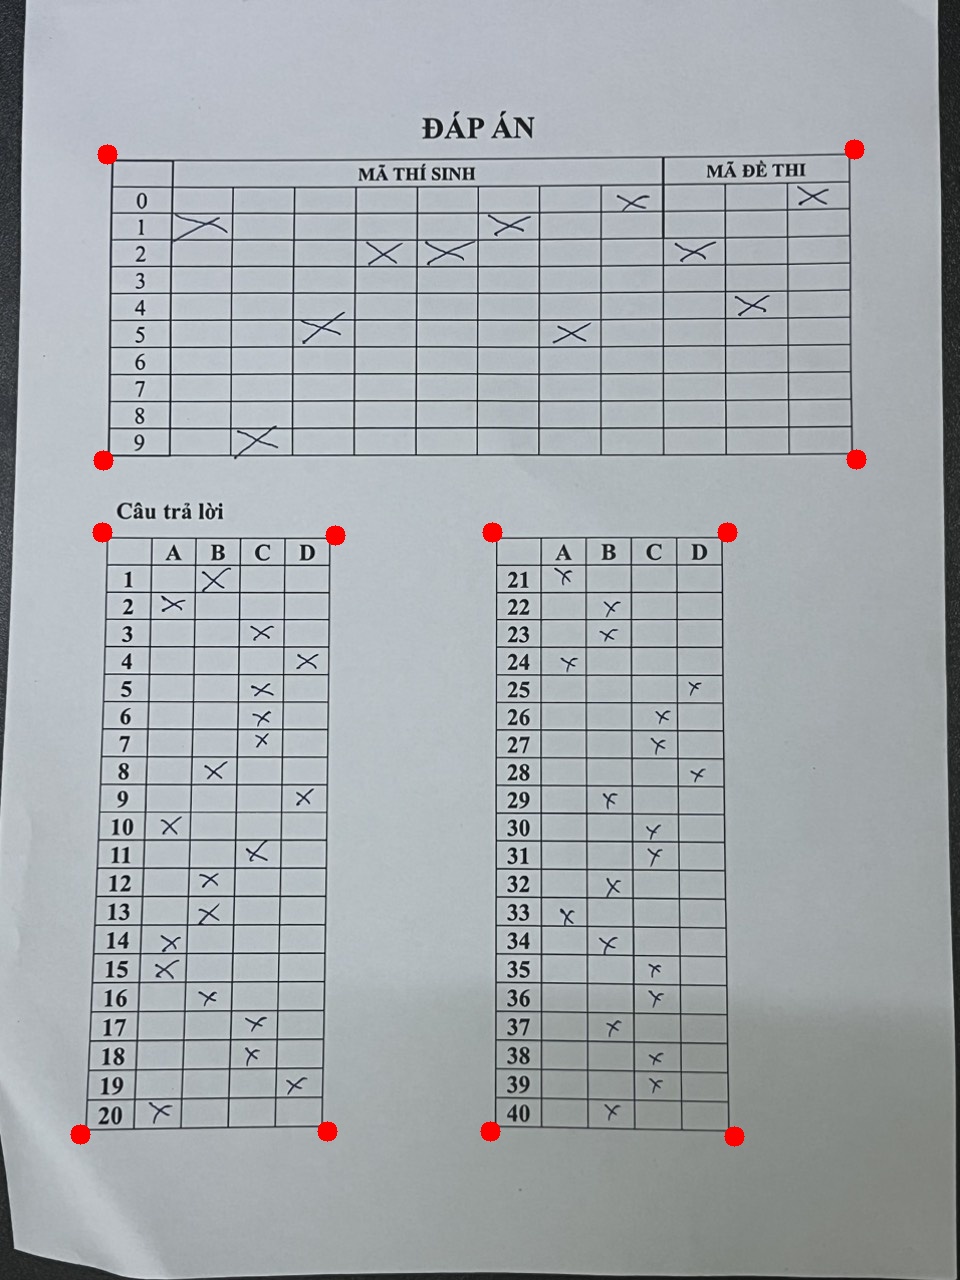 ĐÁP ÁN
MÃ THÍ SINH MÃ ĐỀ THI
0 X X
1 X X
2 X X X
3
4 X
5 X X
6
7
8
9 X
Câu trả lời
A B C D
1 X
2 X
3 X
4 X
5 X
6 X
7 X
8 X
9 X
10 X
11 X
12 X
13 X
14 X
15 X
16 X
17 X
18 X
19 X
20 X
A B C D
21 X
22 X
23 X
24 X
25 X
26 X
27 X
28 X
29 X
30 X
31 X
32 X
33 X
34 X
35 X
36 X
37 X
38 X
39 X
40 X